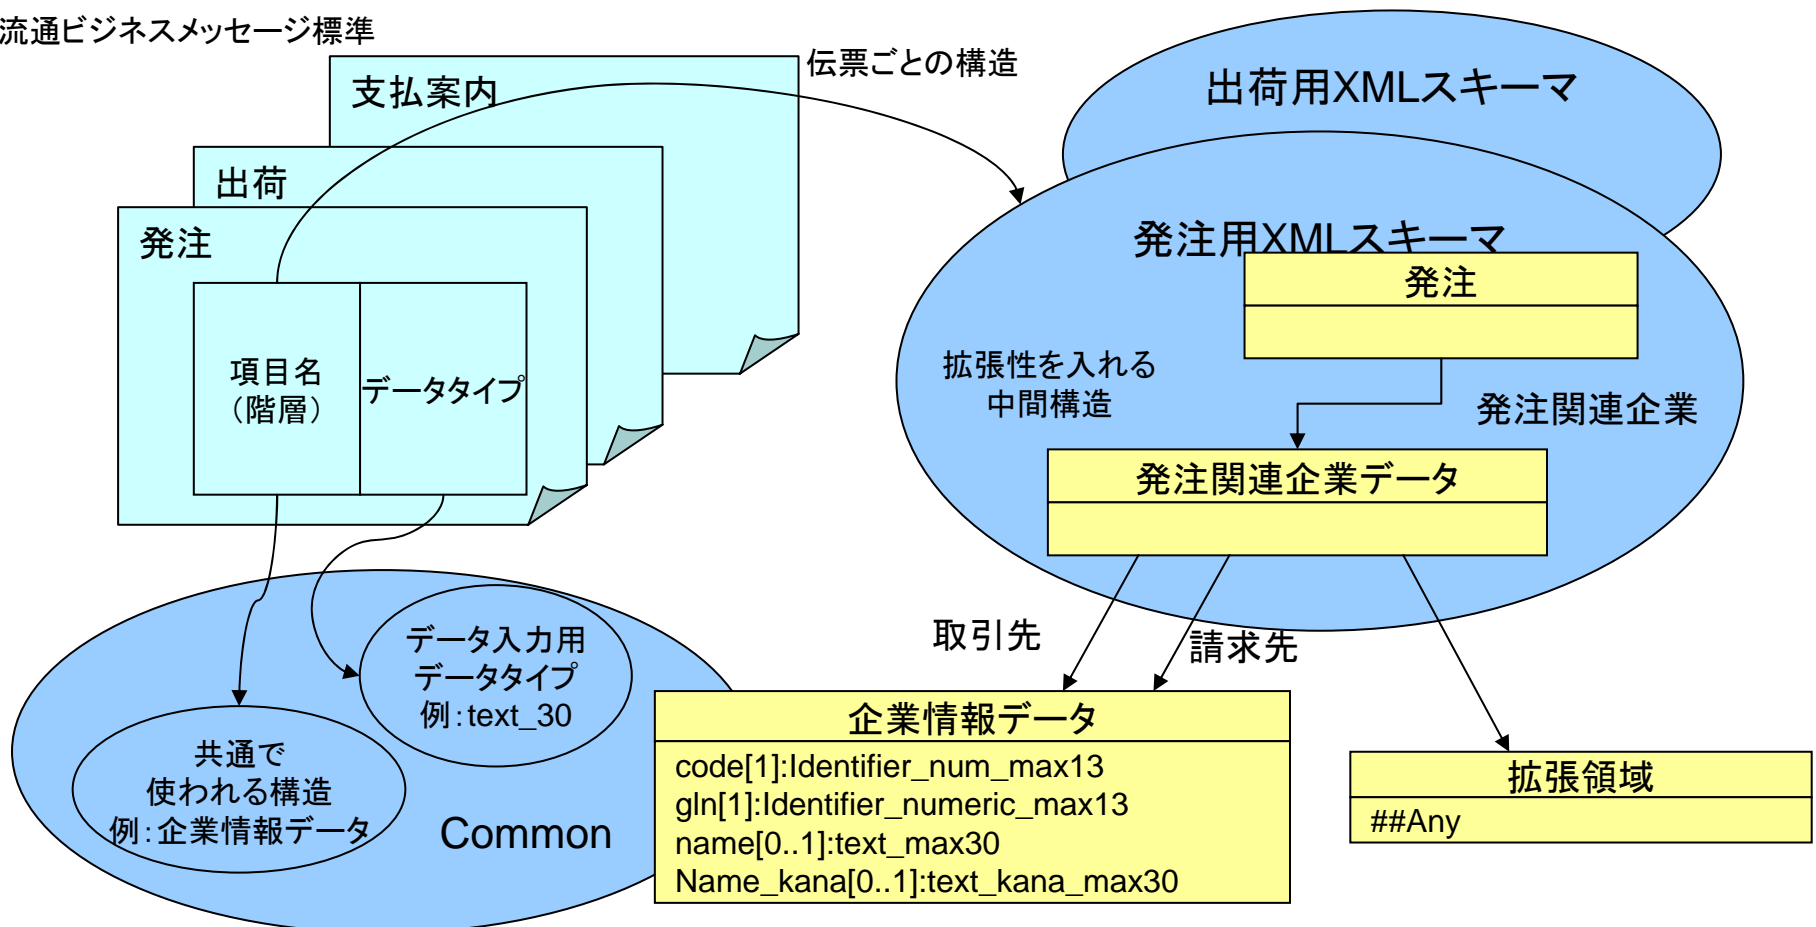 流通ビジネスメッセージ標準
支払案内
伝票ごとの構造
出荷
発注
項目名
（階層）
データタイプ
出荷用XMLスキーマ
発注用XMLスキーマ
発注
拡張性を入れる
中間構造
発注関連企業
発注関連企業データ
取引先
請求先
データ入力用
データタイプ
例：text_30
共通で
使われる構造
例：企業情報データ
Common
企業情報データ
code[1]:Identifier_num_max13
gln[1]:Identifier_numeric_max13
name[0..1]:text_max30
Name_kana[0..1]:text_kana_max30
拡張領域
##Any